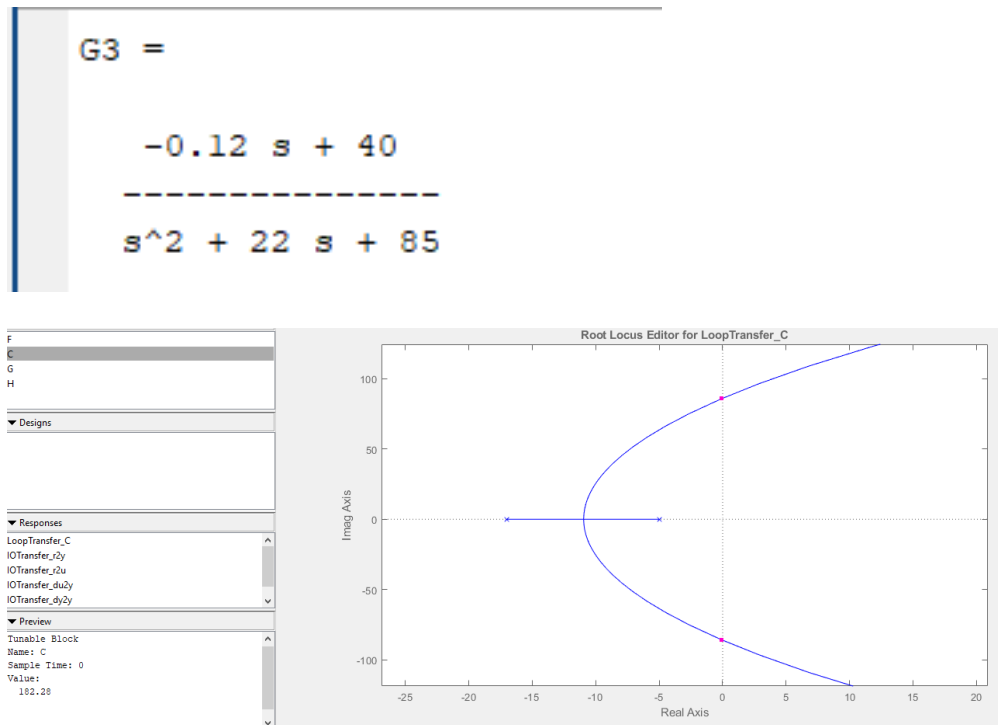 G3 =
-0.12 s + 40
---------------
s^2 + 22 s + 85
F
C
G
H
▼ Designs
▼ Responses
LoopTransfer_C
IOTransfer_r2y
IOTransfer_r2u
IOTransfer_du2y
IOTransfer_dy2y
▼ Preview
Tunable Block
Name: C
Sample Time: 0
Value:
182.28
Root Locus Editor for LoopTransfer_C
Imag Axis
100
50
0
-50
-100
-25 -20 -15 -10 -5 0 5 10 15 20
Real Axis